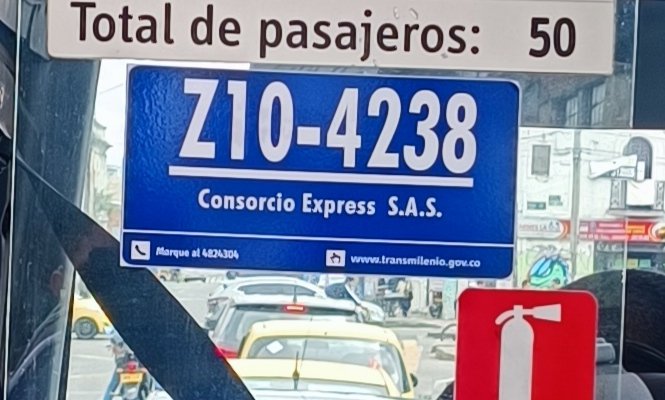 Total de pasajeros: 50
Z10-4238
Consorcio Express S.A.S.
Marque al 4824304
www.transmilenio.gov.co